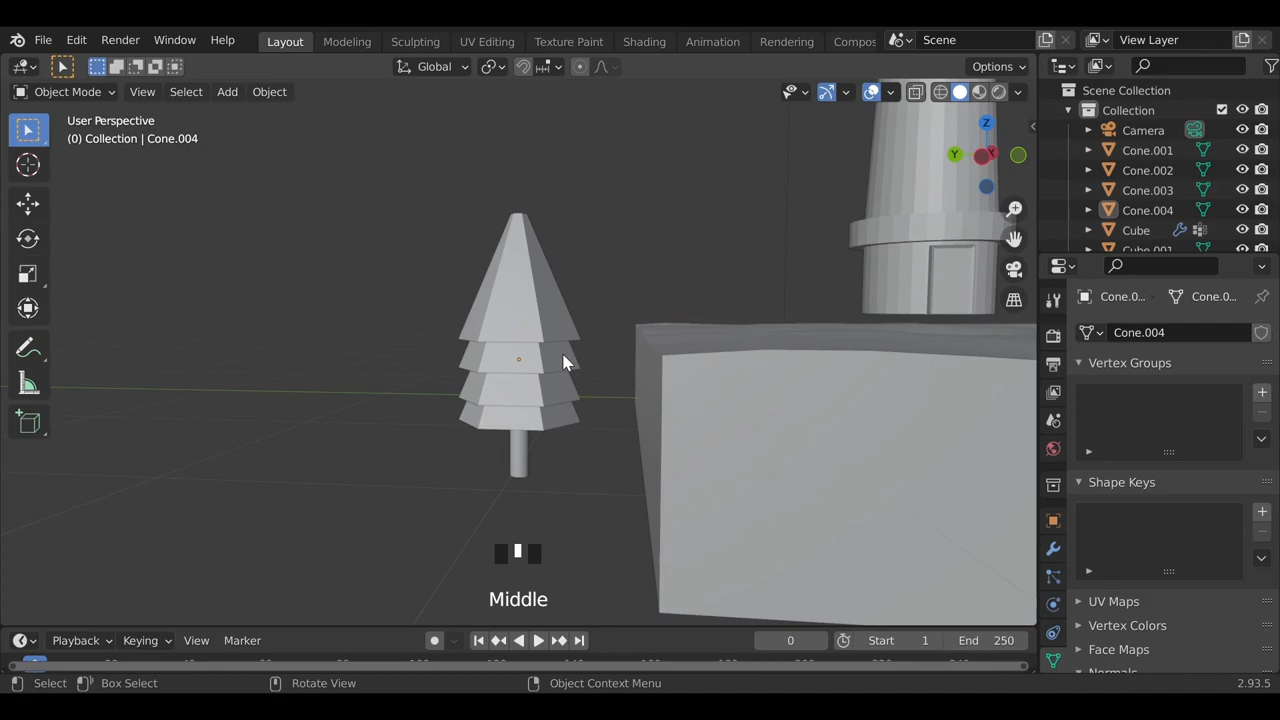 File Edit Render Window Help Layout Modeling Sculpting UV Editing Texture Paint Shading Animation Rendering Compos Scene View Layer
Global Options
Object Mode View Select Add Object
User Perspective
(0) Collection | Cone.004
Z
Y X
Middle
Scene Collection
Collection
Camera
Cone.001
Cone.002
Cone.003
Cone.004
Cube
Cube.001
Cone.0... Cone.0...
Cone.004
Vertex Groups
Shape Keys
UV Maps
Vertex Colors
Face Maps
Normals
Playback Keying View Marker 0 Start 1 End 250
Select Box Select Rotate View Object Context Menu 2.93.5